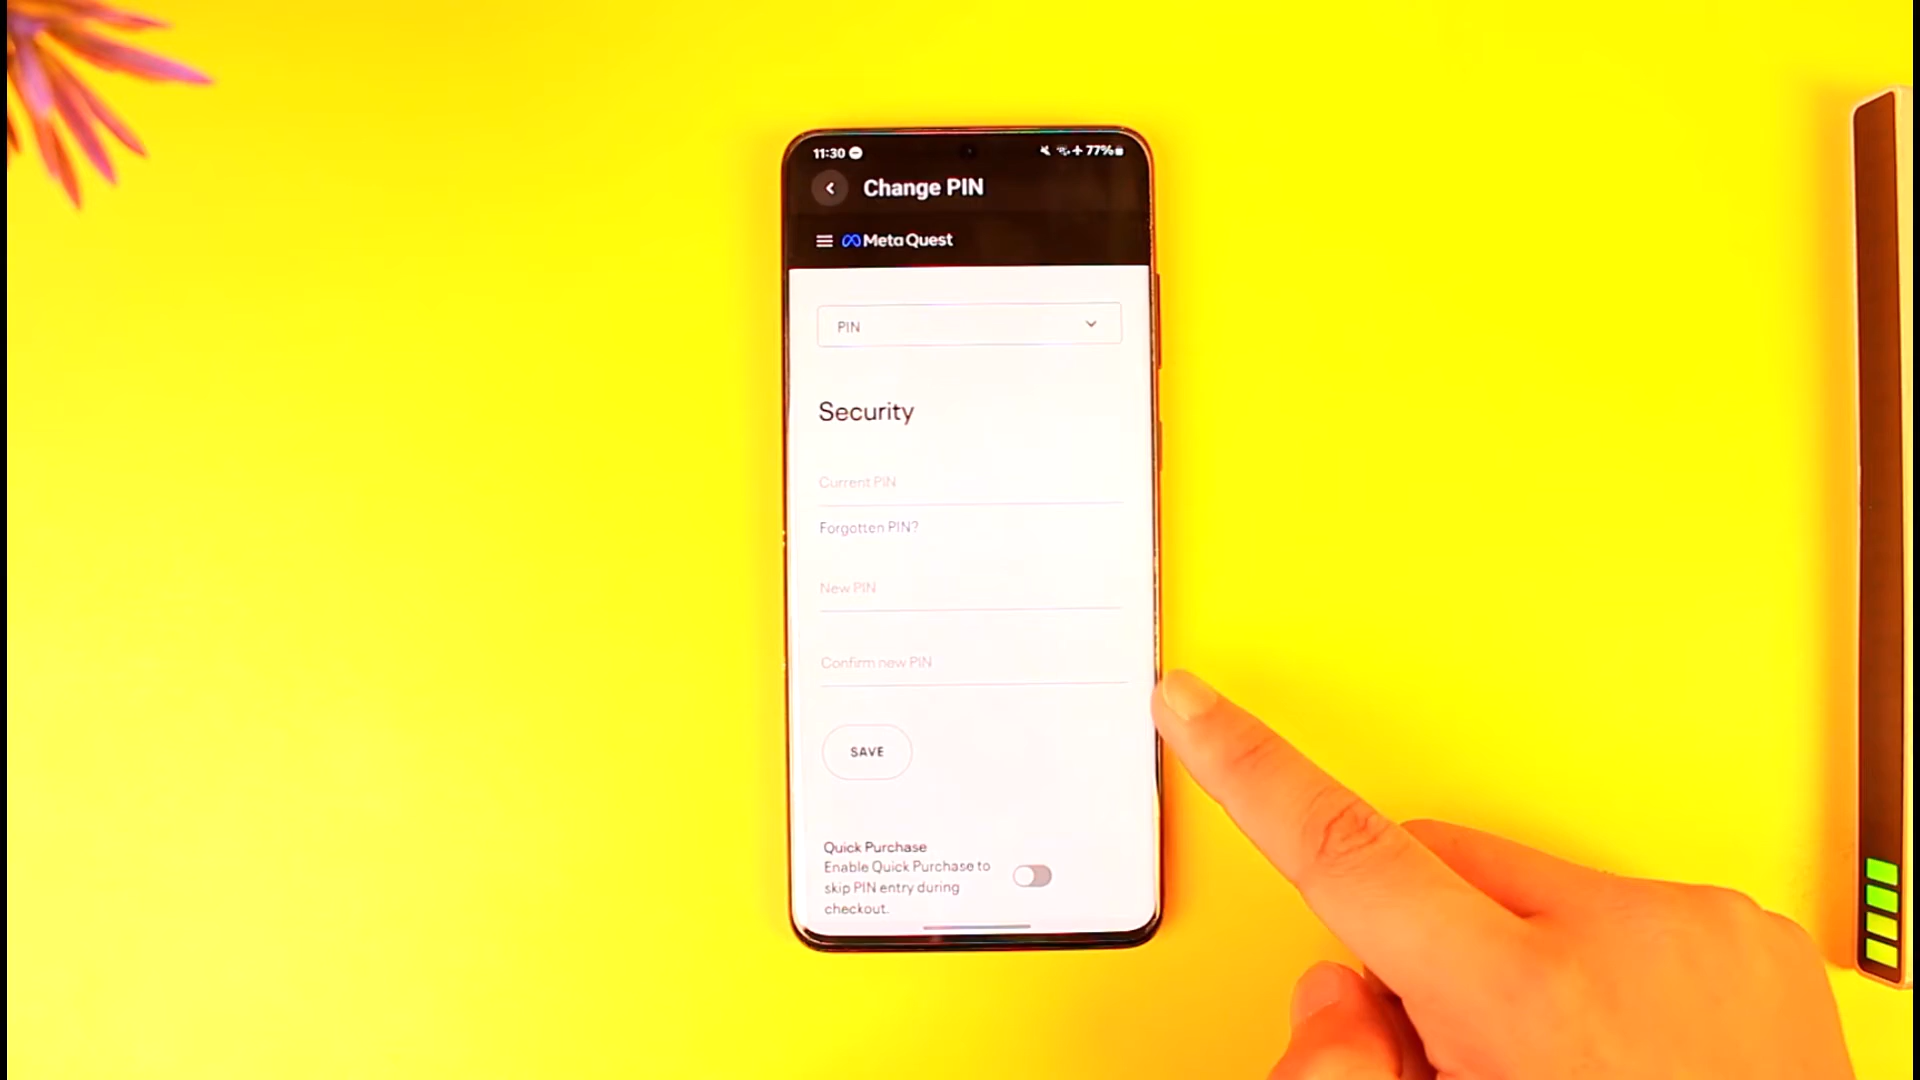 11:30
77%
Change PIN
Meta Quest
PIN
Security
Current PIN
Forgotten PIN?
New PIN
Confirm new PIN
SAVE
Quick Purchase
Enable Quick Purchase to
skip PIN entry during
checkout.